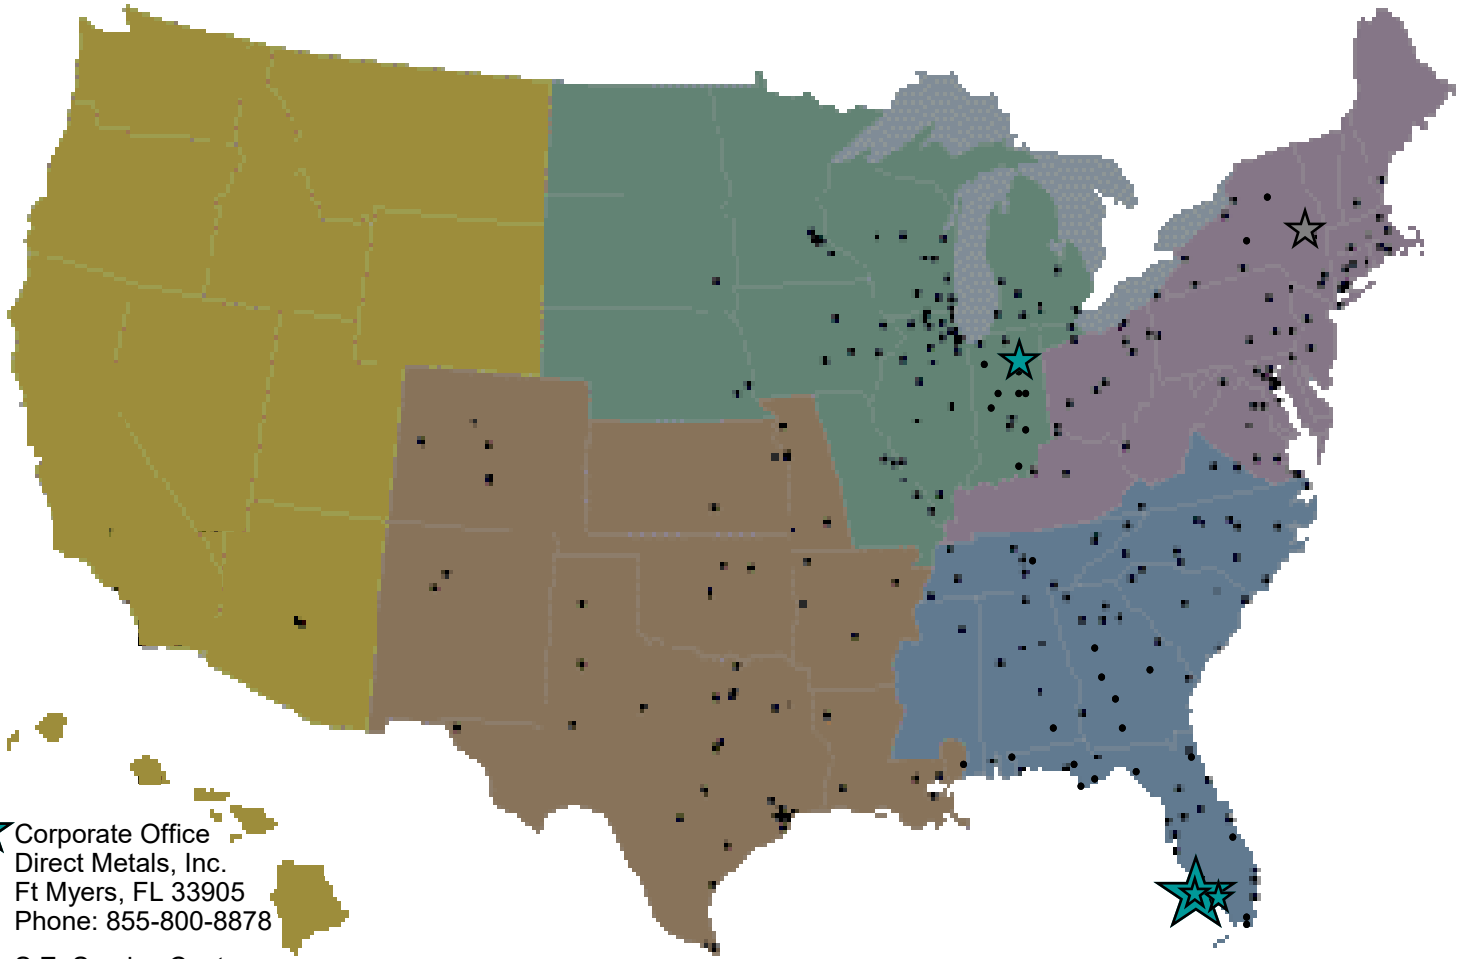 Corporate Office
Direct Metals, Inc.
Ft Myers, FL 33905
Phone: 855-800-8878